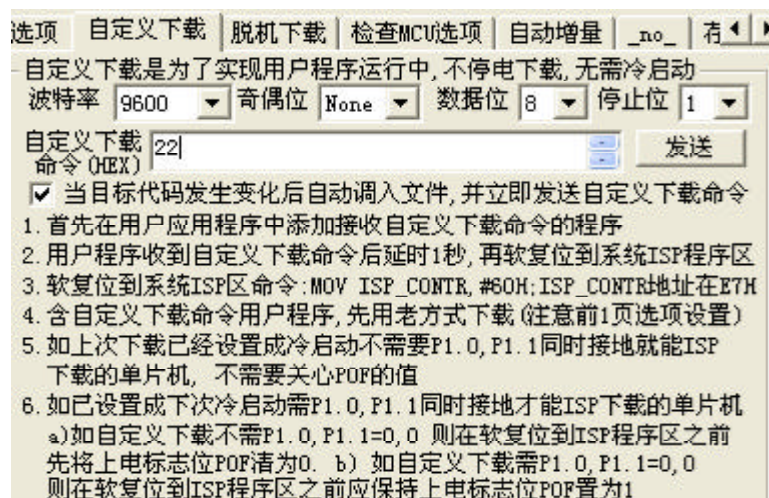 选项 自定义下载 脱机下载 检查MCU选项 自动增量 _no_ 存
自定义下载是为了实现用户程序运行中,不停电下载,无需冷启动
波特率 9600 奇偶位 None 数据位 8 停止位 1
自定义下载
命令(HEX) 22 发送
当目标代码发生变化后自动调入文件,并立即发送自定义下载命令
1.首先在用户应用程序中添加接收自定义下载命令的程序
2.用户程序收到自定义下载命令后延时1秒,再软复位到系统ISP程序区
3.软复位到系统ISP区命令:MOV ISP_CONTR,#60H;ISP_CONTR地址在E7H
4.含自定义下载命令用户程序,先用老方式下载(注意前1页选项设置)
5.如上次下载已经设置成冷启动不需要P1.0,P1.1同时接地就能ISP
下载的单片机, 不需要关心POF的值
6.如已设置成下次冷启动需P1.0,P1.1同时接地才能ISP下载的单片机
a)如自定义下载不需P1.0,P1.1=0,0 则在软复位到ISP程序区之前
先将上电标志位POF清为0. b) 如自定义下载需P1.0,P1.1=0,0
则在软复位到ISP程序区之前应保持上电标志位POF置为1